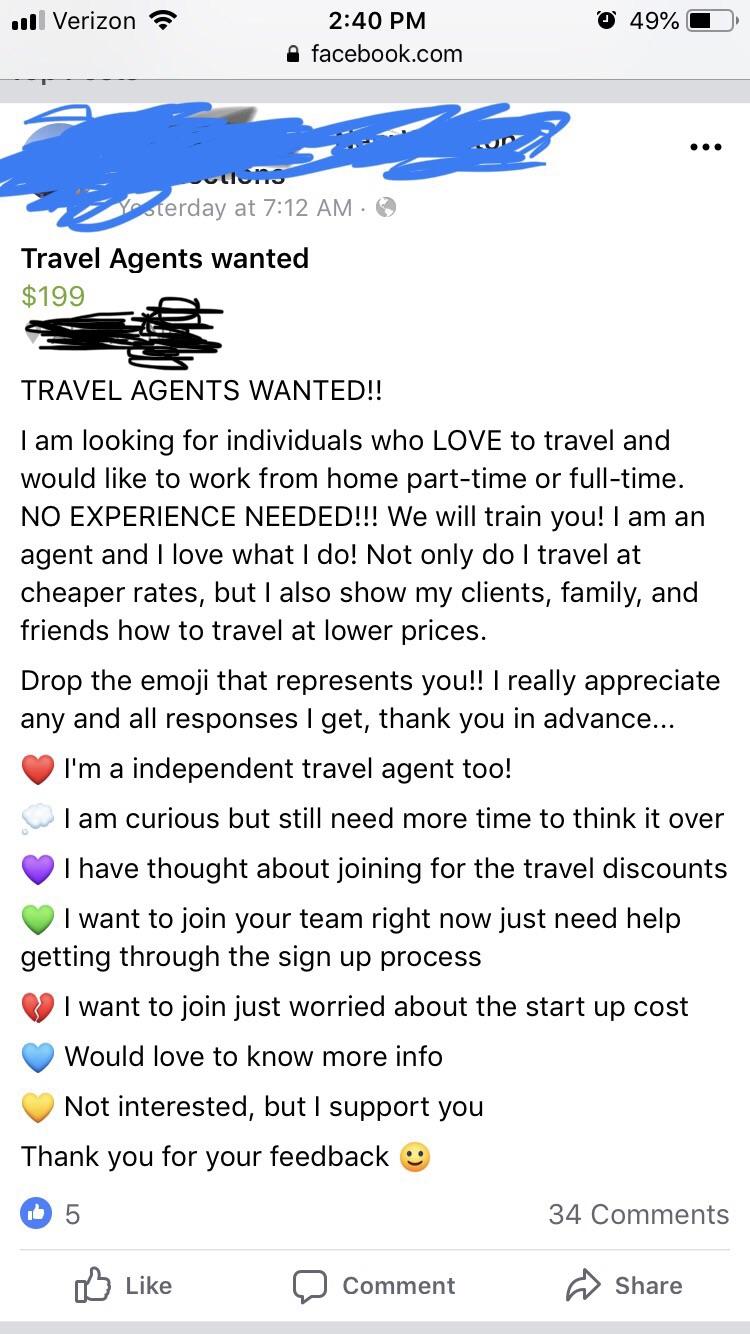 Verizon
2:40 PM
49%
facebook.com
Yesterday at 7:12 AM ·
Travel Agents wanted
$199
TRAVEL AGENTS WANTED!!
I am looking for individuals who LOVE to travel and
would like to work from home part-time or full-time.
NO EXPERIENCE NEEDED!!! We will train you! I am an
agent and I love what I do! Not only do I travel at
cheaper rates, but I also show my clients, family, and
friends how to travel at lower prices.
Drop the emoji that represents you!! I really appreciate
any and all responses I get, thank you in advance...
❤️ I'm a independent travel agent too!
💭 I am curious but still need more time to think it over
💜 I have thought about joining for the travel discounts
💚 I want to join your team right now just need help
getting through the sign up process
💔 I want to join just worried about the start up cost
💙 Would love to know more info
💛 Not interested, but I support you
Thank you for your feedback 🙂
5
34 Comments
Like
Comment
Share